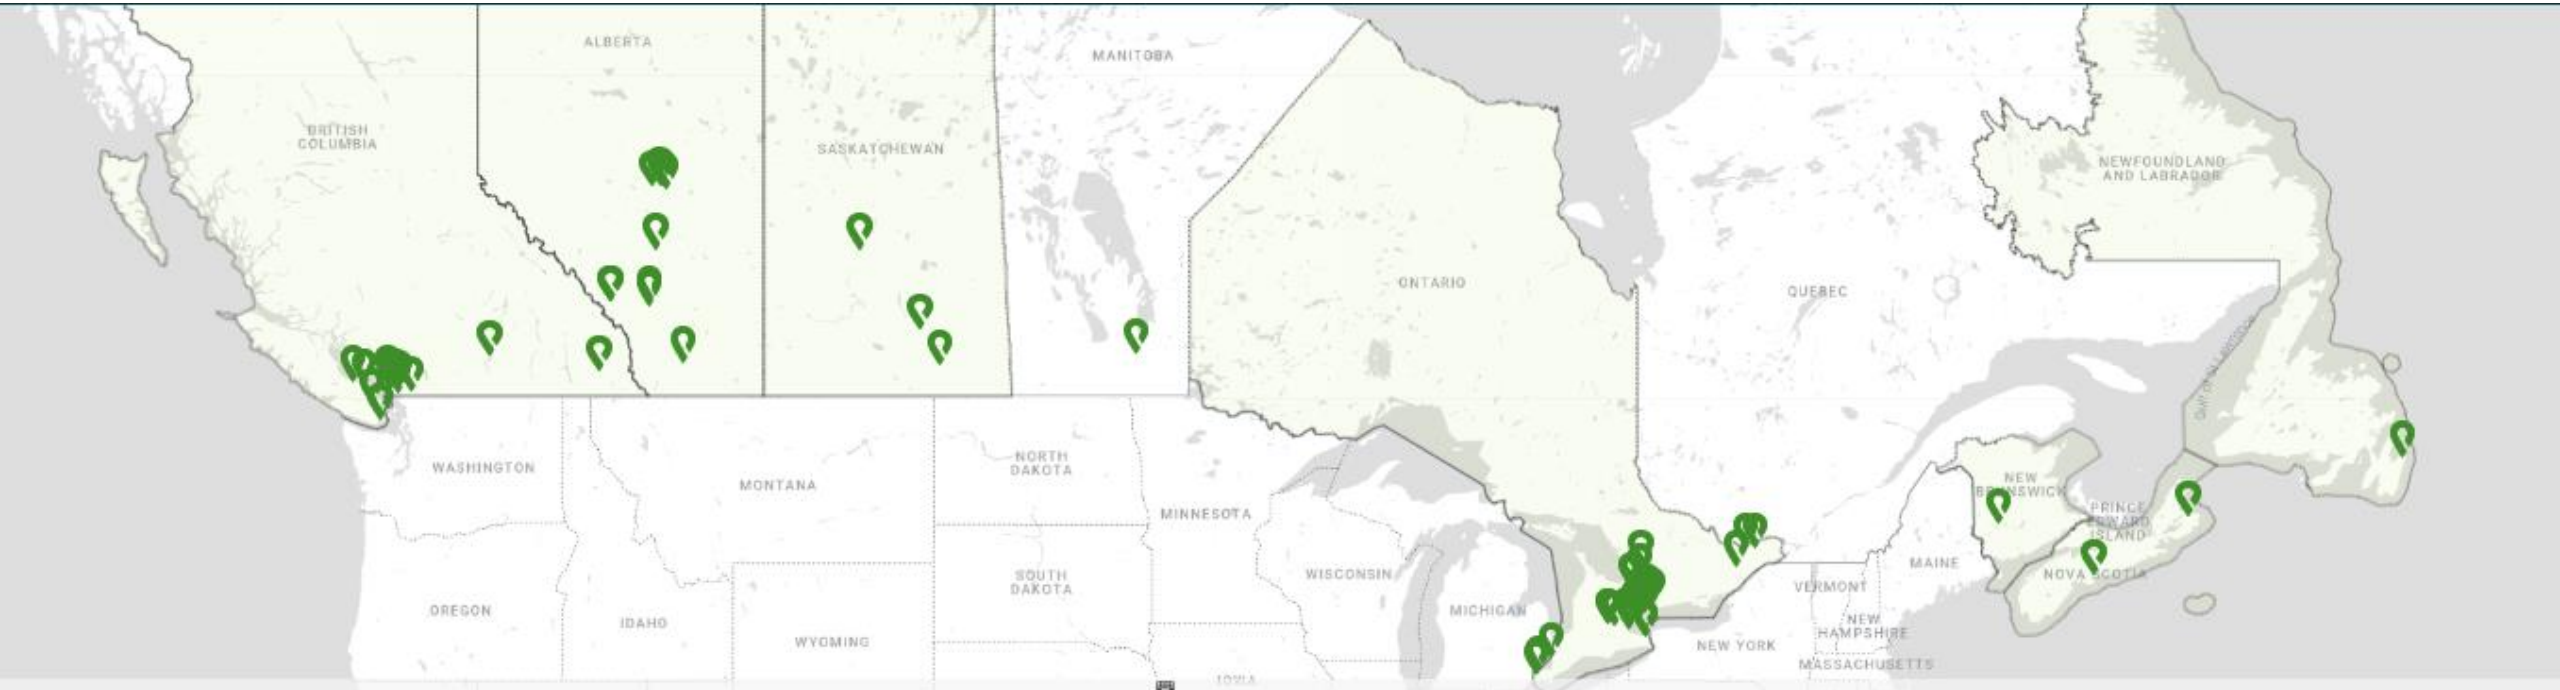 ALBERTA
MANITOBA
BRITISH
COLUMBIA
SASKATCHEWAN
NEWFOUNDLAND
AND LABRADOR
ONTARIO
QUEBEC
WASHINGTON
NORTH
DAKOTA
MONTANA
MINNESOTA
NEW
BRUNSWICK
PRINCE
EDWARD
ISLAND
NOVA SCOTIA
MAINE
VERMONT
WISCONSIN
SOUTH
DAKOTA
MICHIGAN
OREGON
IDAHO
WYOMING
NEW
HAMPSHIRE
NEW YORK
MASSACHUSETTS
IOWA